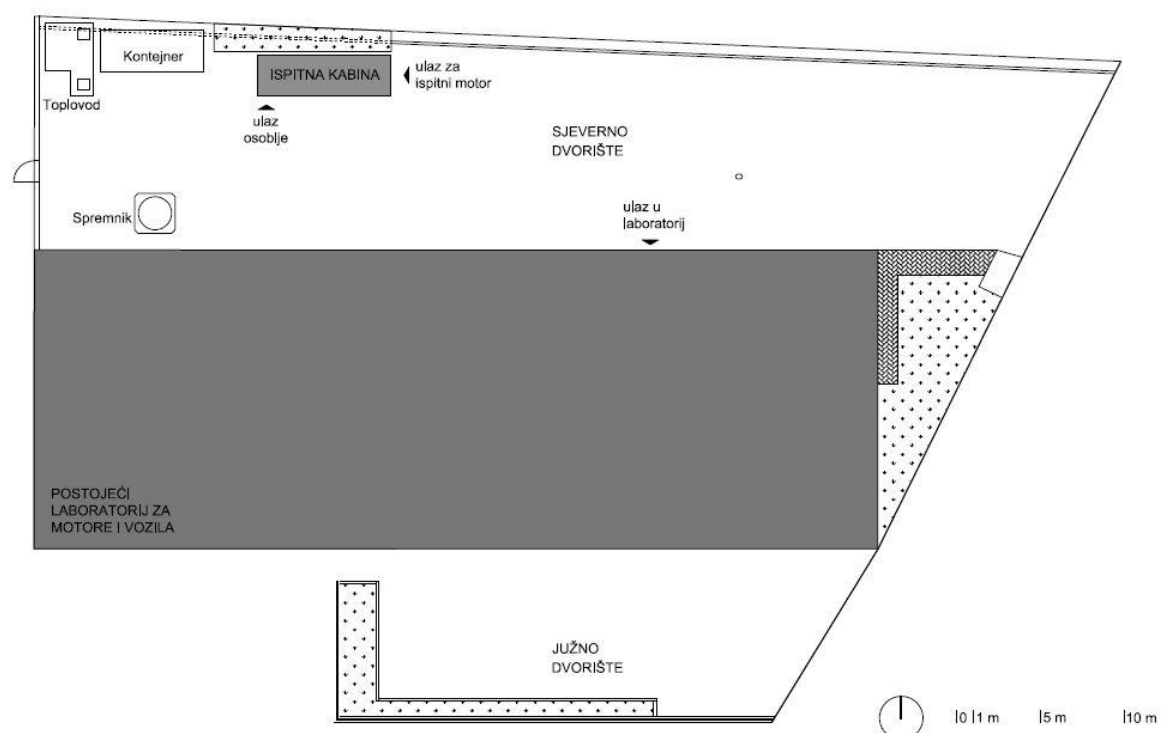 Kontejner
ISPITNA KABINA
ulaz za
ispitni motor
Toplovod
ulaz
osoblje
SJEVERNO
DVORIŠTE
Spremnik
ulaz u
laboratorij
POSTOJEĆI
LABORATORIJ ZA
MOTORE I VOZILA
JUŽNO
DVORIŠTE
|0 |1 m |5 m |10 m